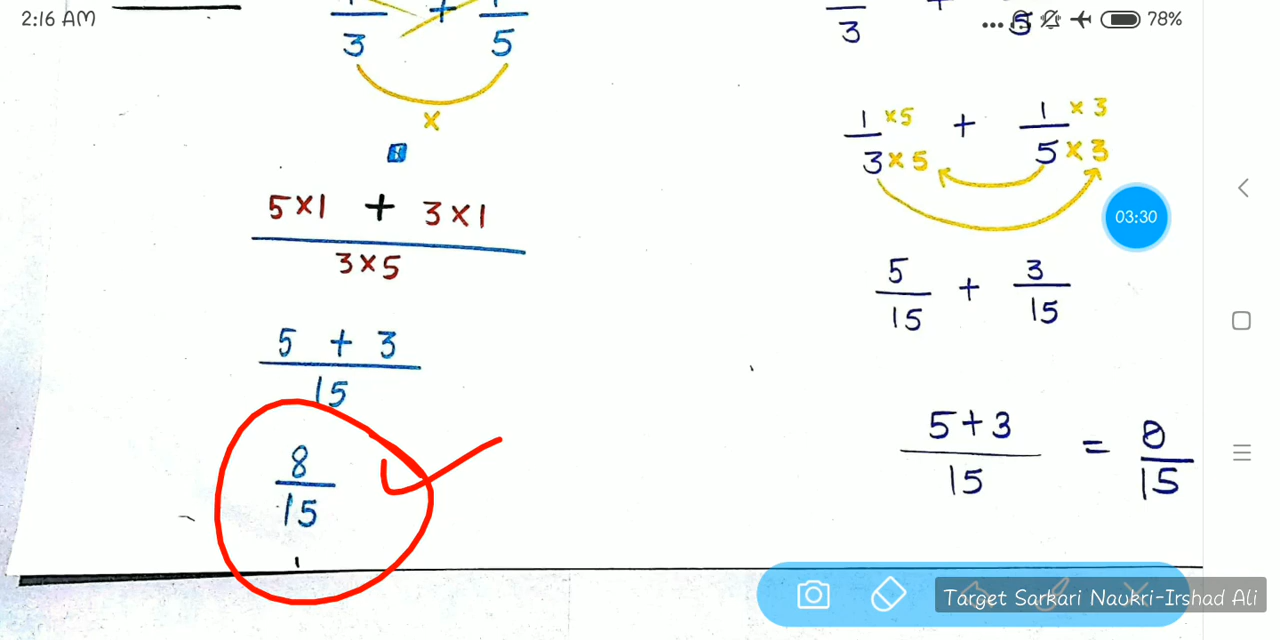 2:16 AM
78%
+
3 5
x
5×1 + 3×1
3×5
5 + 3
15
8
15
+
3 5
1 ×5 + 1 ×3
3 ×5 5 ×3
03:30
5 + 3
15 15
5+3 = 8
15 15
Target Sarkari Naukri-Irshad Ali